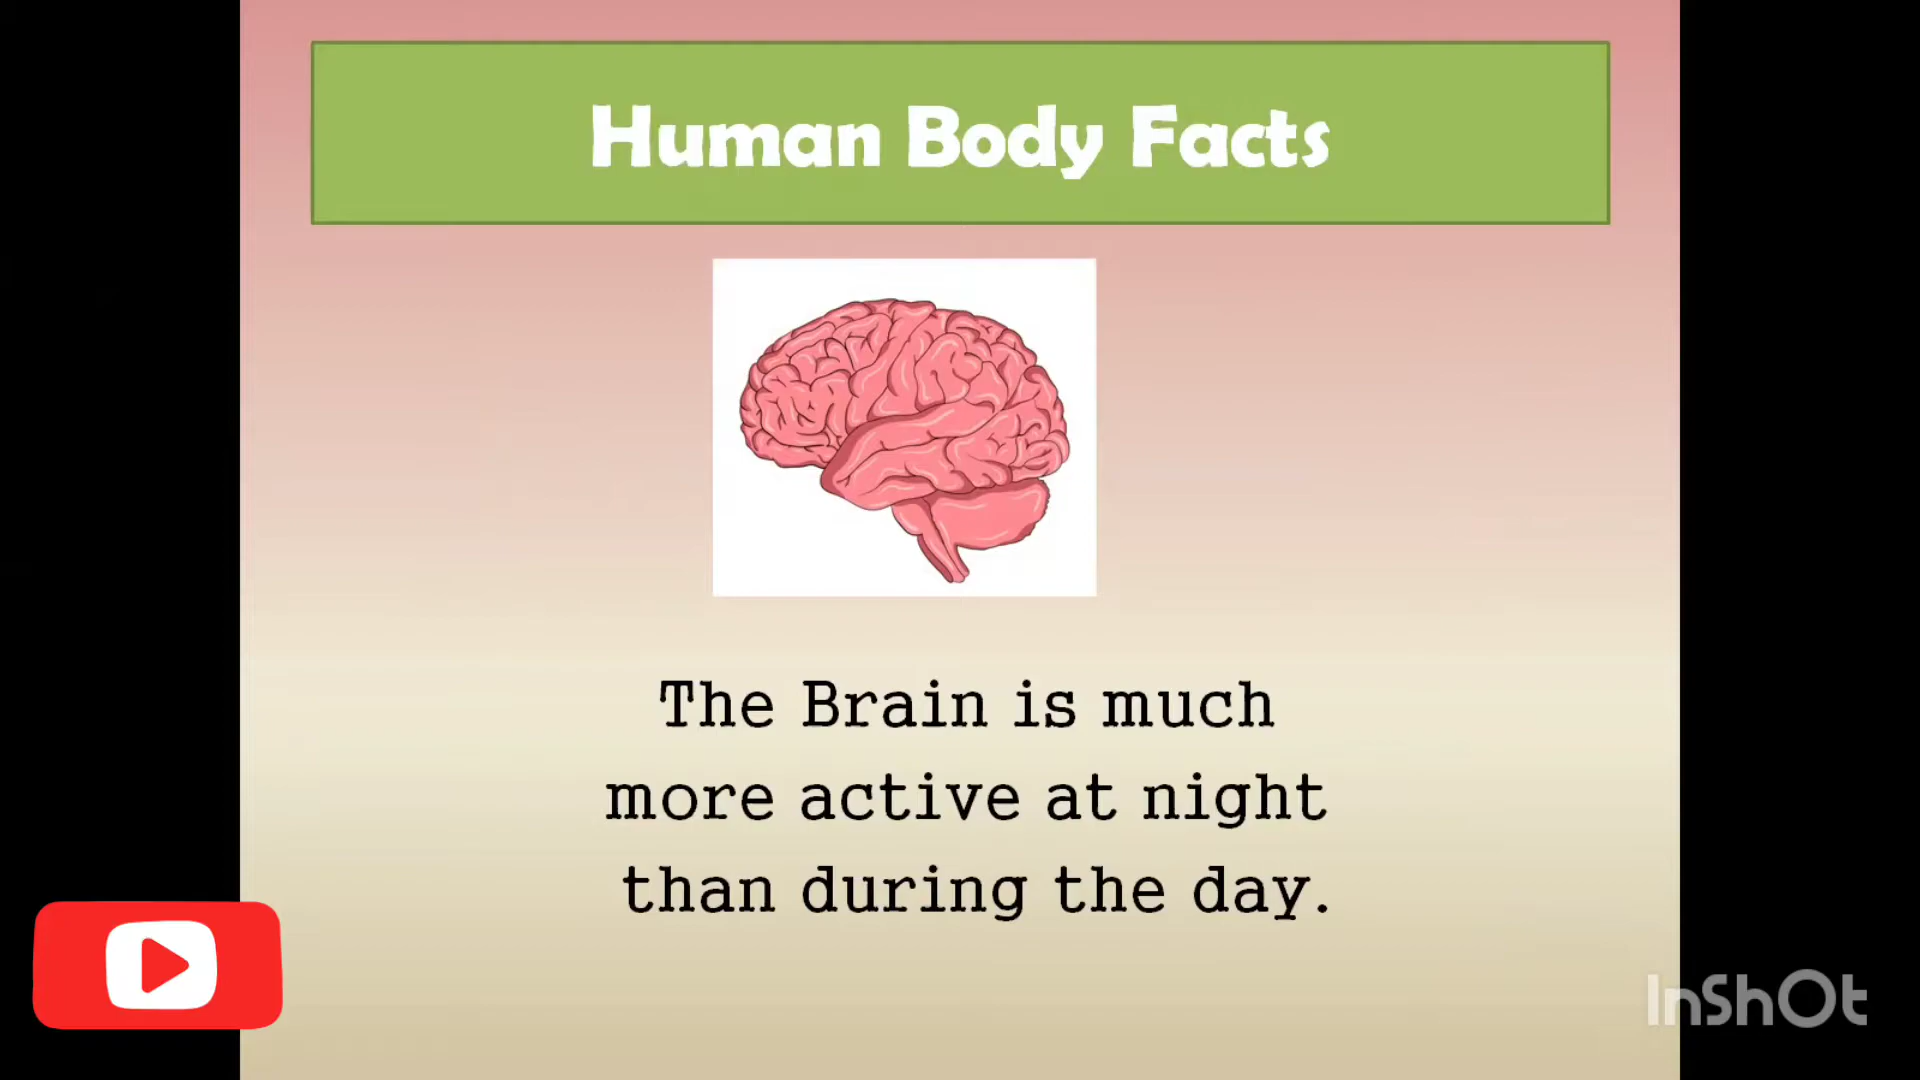 Human Body Facts
The Brain is much
more active at night
than during the day.
InShOt